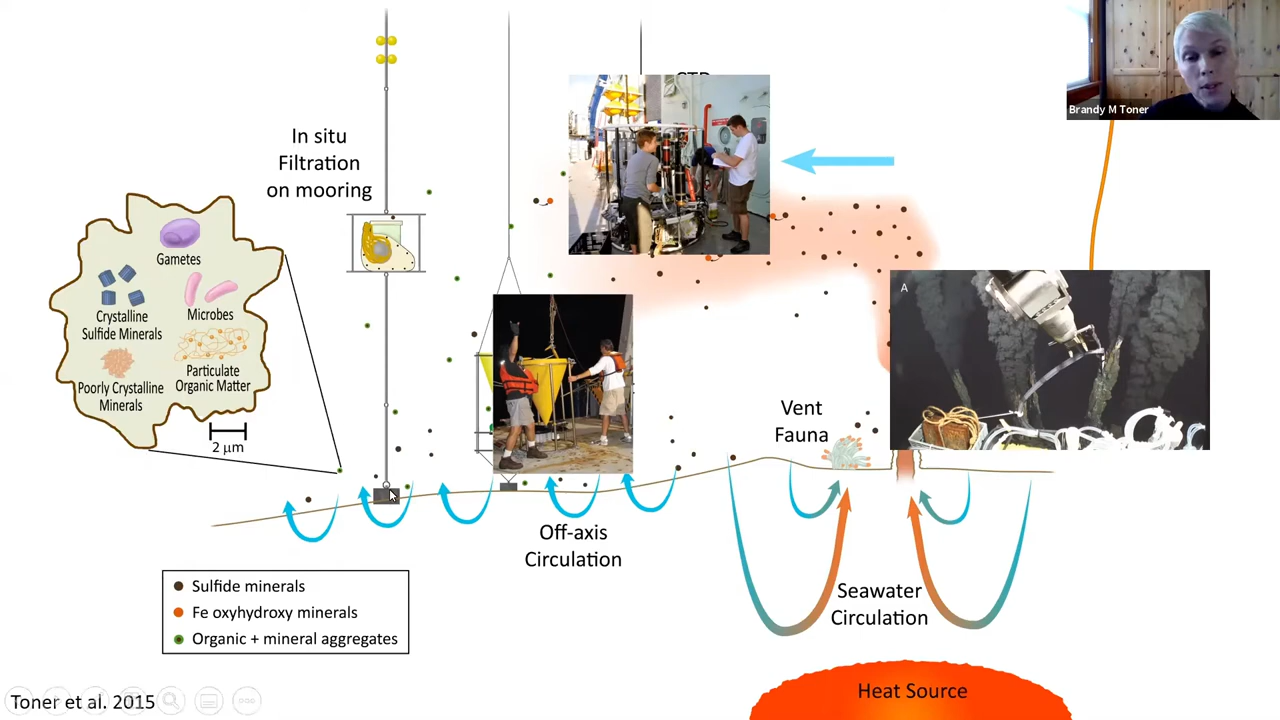 Brandy M Toner
In situ
Filtration
on mooring
Gametes
Crystalline
Sulfide Minerals
Microbes
Poorly Crystalline
Minerals
Particulate
Organic Matter
2 µm
A
Vent
Fauna
Off-axis
Circulation
Seawater
Circulation
Sulfide minerals
Fe oxyhydroxy minerals
Organic + mineral aggregates
Heat Source
Toner et al. 2015